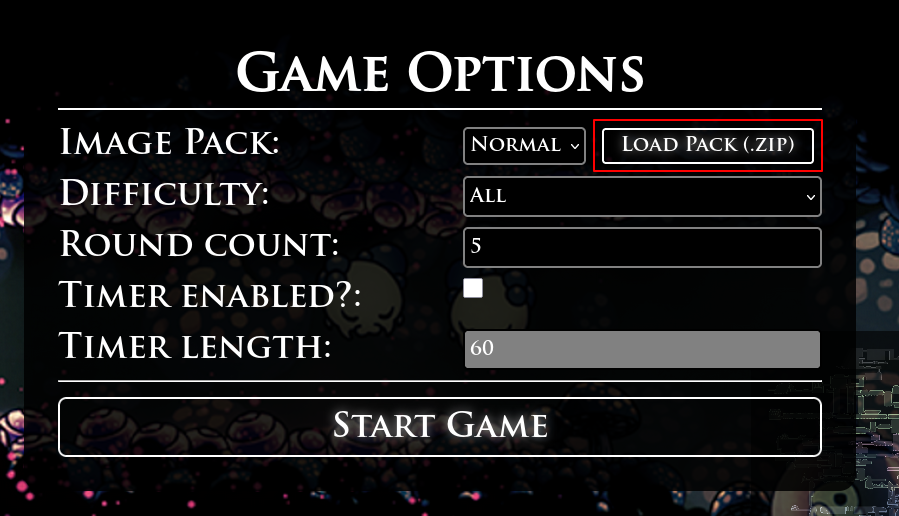 Game Options
Image Pack: Normal Load Pack (.zip)
Difficulty: All
Round count: 5
Timer enabled?:
Timer length: 60
Start Game